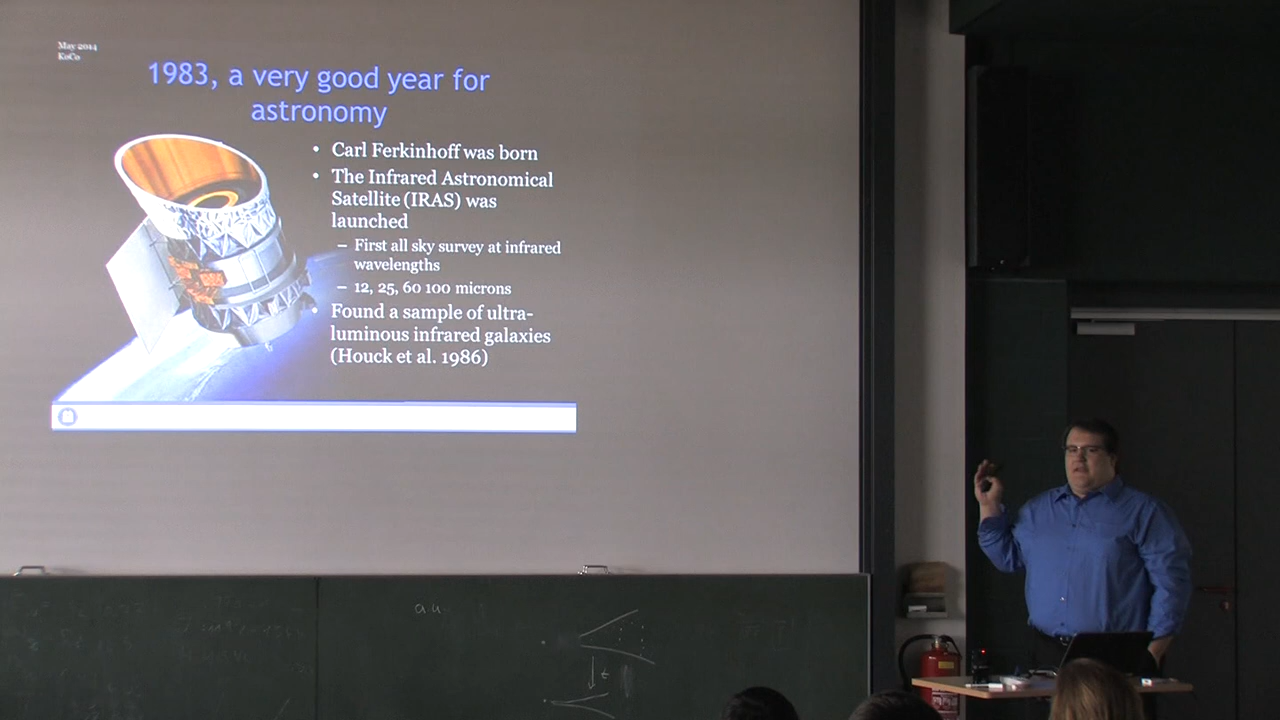 May 2014
KoCo
1983, a very good year for
astronomy
• Carl Ferkinhoff was born
• The Infrared Astronomical
Satellite (IRAS) was
launched
– First all sky survey at infrared
wavelengths
– 12, 25, 60 100 microns
• Found a sample of ultra-
luminous infrared galaxies
(Houck et al. 1986)
a.u.
t